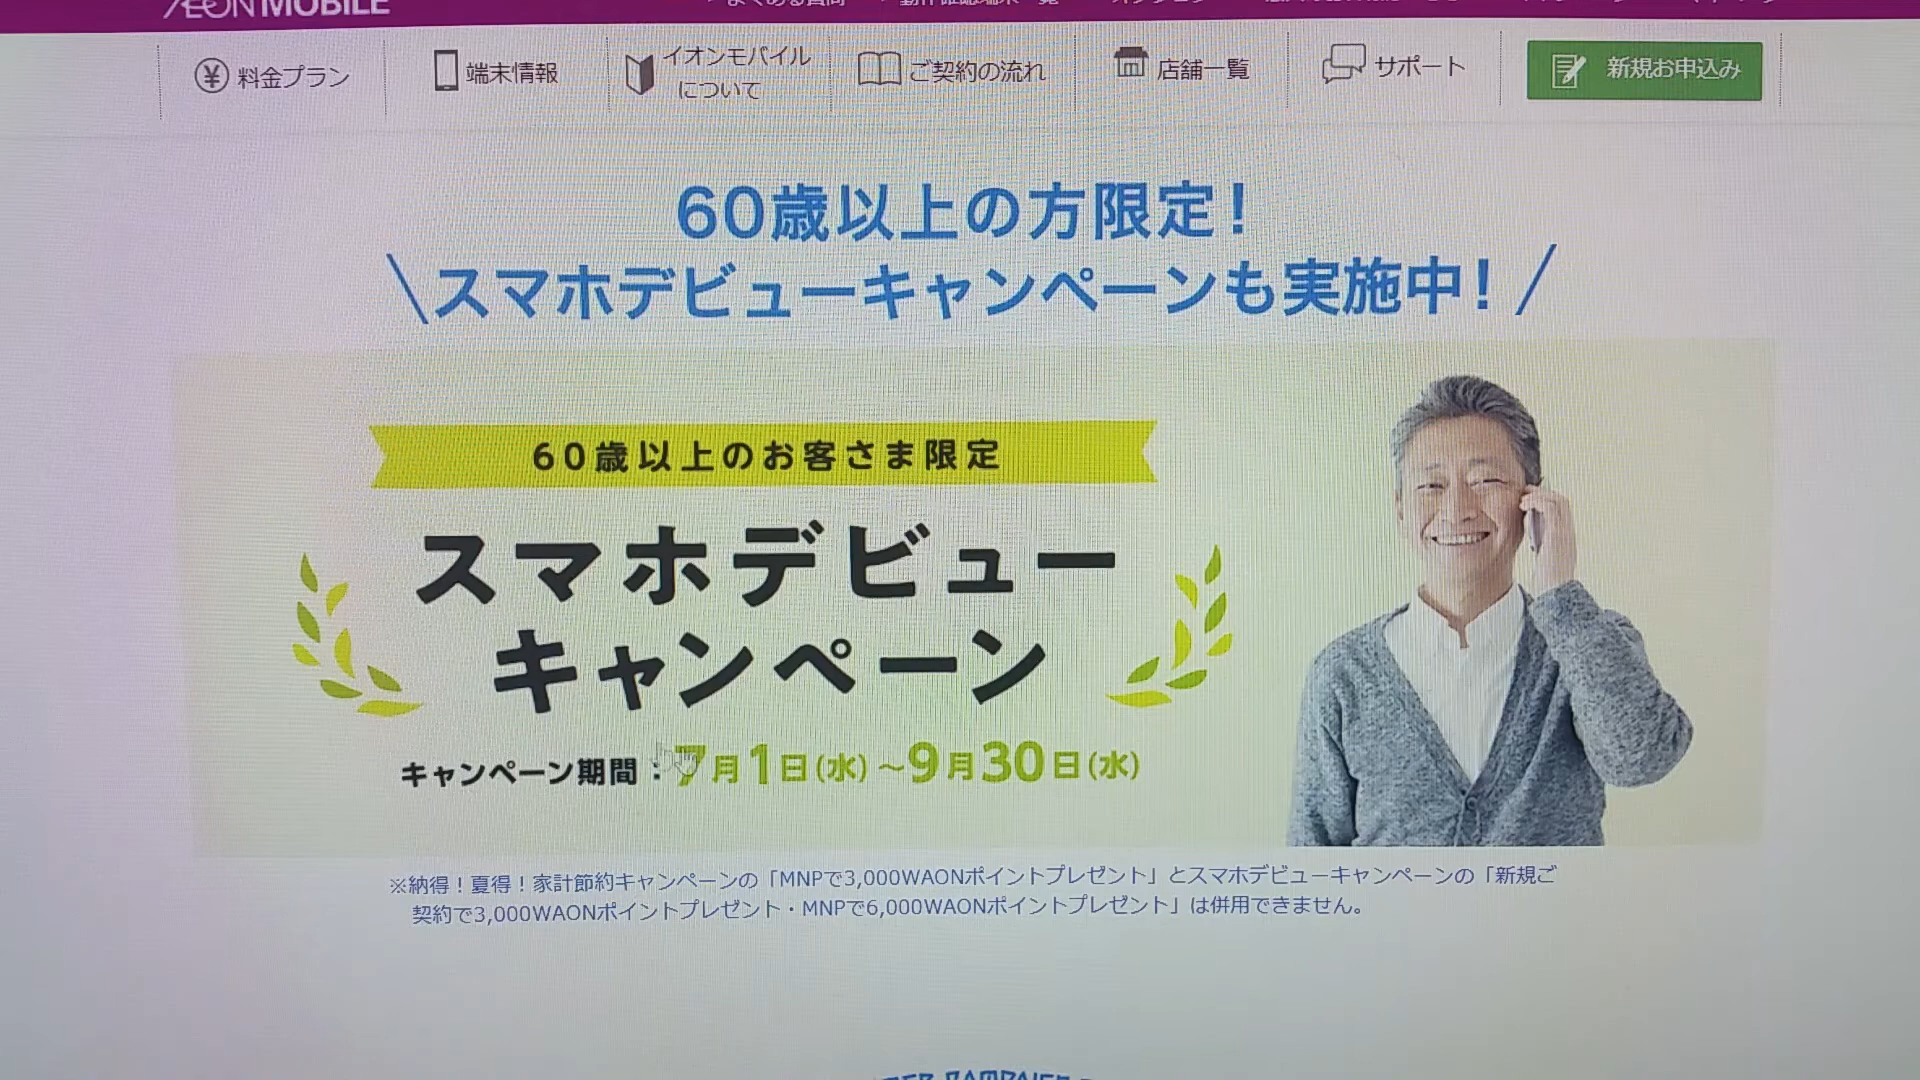 AEON MOBILE
よくある質問
料金プラン
端末情報
イオンモバイル
について
ご契約の流れ
店舗一覧
サポート
新規お申込み
60歳以上の方限定!
\スマホデビューキャンペーンも実施中!/
60歳以上のお客さま限定
スマホデビュー
キャンペーン
キャンペーン期間:7月1日(水)~9月30日(水)
※納得!夏得!家計節約キャンペーンの「MNPで3,000WAONポイントプレゼント」とスマホデビューキャンペーンの「新規ご
契約で3,000WAONポイントプレゼント・MNPで6,000WAONポイントプレゼント」は併用できません。